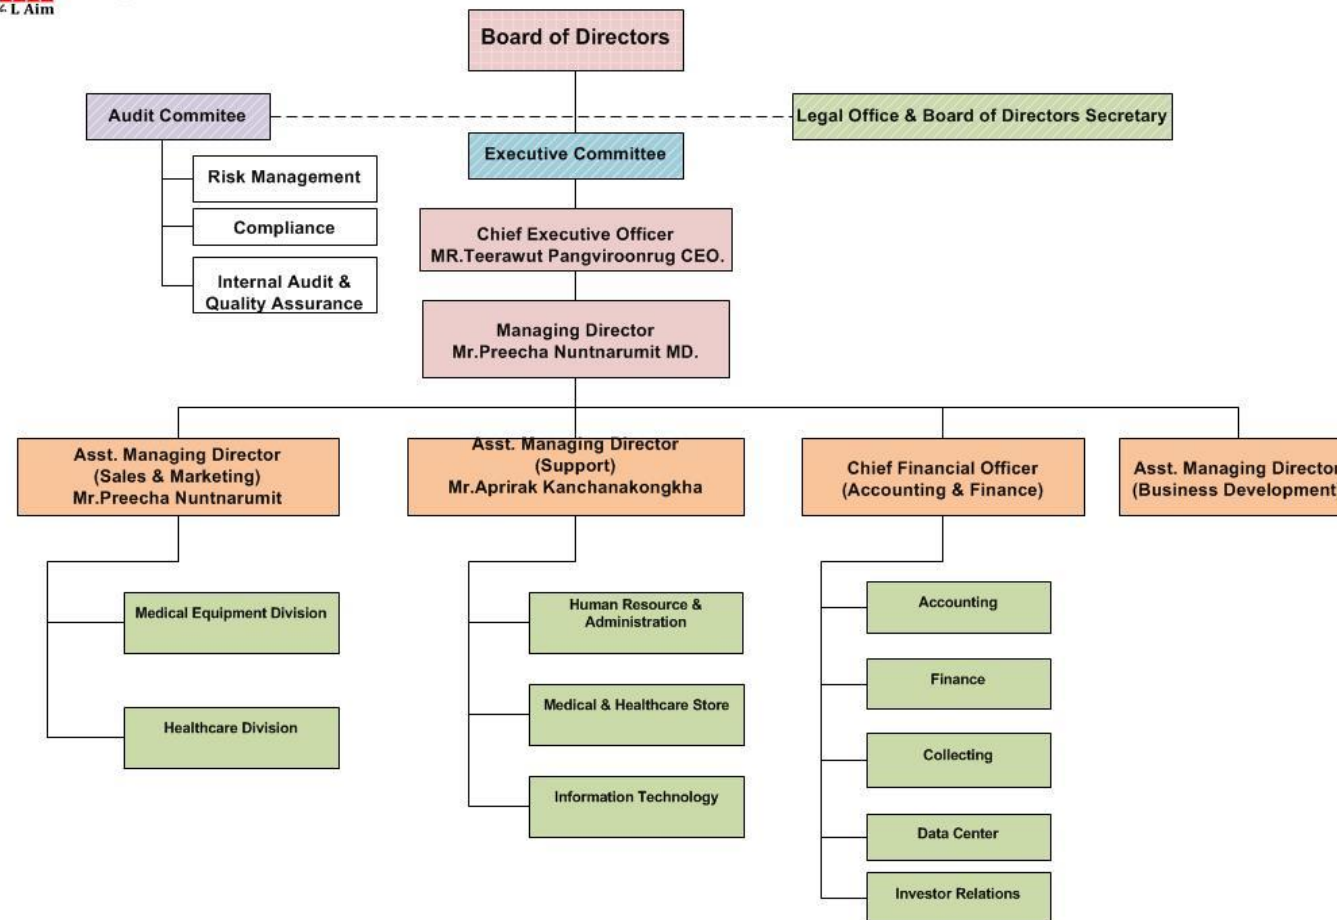 L Aim
Board of Directors
Audit Commitee
Legal Office & Board of Directors Secretary
Executive Committee
Risk Management
Compliance
Internal Audit &
Quality Assurance
Chief Executive Officer
MR.Teerawut Pangviroonrug CEO.
Managing Director
Mr.Preecha Nuntnarumit MD.
Asst. Managing Director
(Sales & Marketing)
Mr.Preecha Nuntnarumit
Asst. Managing Director
(Support)
Mr.Aprirak Kanchanakongkha
Chief Financial Officer
(Accounting & Finance)
Asst. Managing Director
(Business Development
Medical Equipment Division
Healthcare Division
Human Resource &
Administration
Medical & Healthcare Store
Information Technology
Accounting
Finance
Collecting
Data Center
Investor Relations